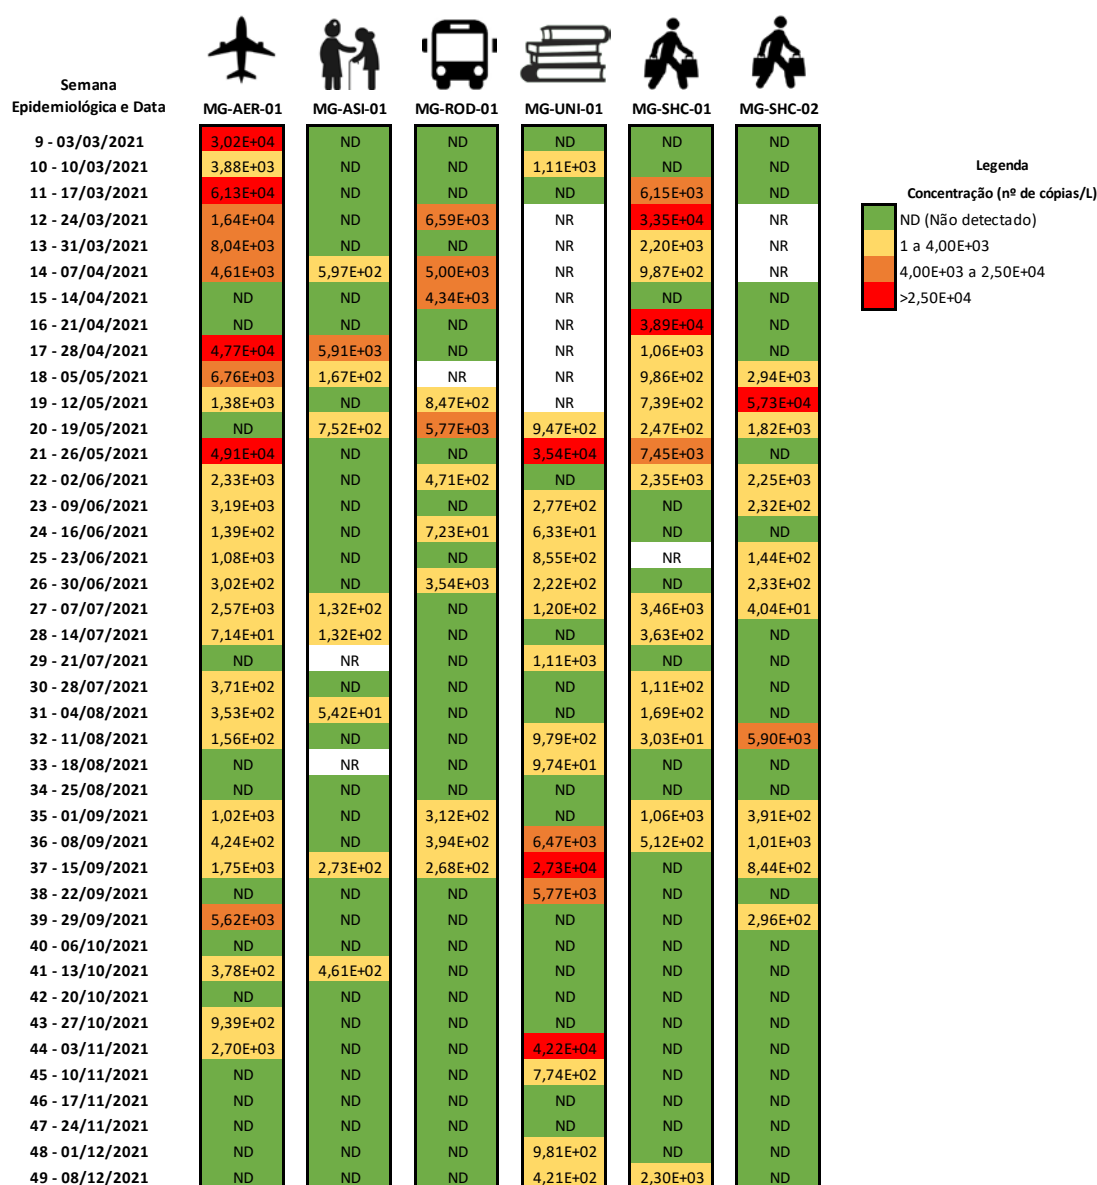 Semana
Epidemiológica e Data MG-AER-01 MG-ASI-01 MG-ROD-01 MG-UNI-01 MG-SHC-01 MG-SHC-02
9 - 03/03/2021 3,02E+04 ND ND ND ND ND
10 - 10/03/2021 3,88E+03 ND ND 1,11E+03 ND ND
11 - 17/03/2021 6,13E+04 ND ND ND 6,15E+03 ND
12 - 24/03/2021 1,64E+04 ND 6,59E+03 NR 3,35E+04 NR
13 - 31/03/2021 8,04E+03 ND ND NR 2,20E+03 NR
14 - 07/04/2021 4,61E+03 5,97E+02 5,00E+03 NR 9,87E+02 NR
15 - 14/04/2021 ND ND 4,34E+03 NR ND ND
16 - 21/04/2021 ND ND ND NR 3,89E+04 ND
17 - 28/04/2021 4,77E+04 5,91E+03 ND NR 1,06E+03 ND
18 - 05/05/2021 6,76E+03 1,67E+02 NR NR 9,86E+02 2,94E+03
19 - 12/05/2021 1,38E+03 ND 8,47E+02 NR 7,39E+02 5,73E+04
20 - 19/05/2021 ND 7,52E+02 5,77E+03 9,47E+02 2,47E+02 1,82E+03
21 - 26/05/2021 4,91E+04 ND ND 3,54E+04 7,45E+03 ND
22 - 02/06/2021 2,33E+03 ND 4,71E+02 ND 2,35E+03 2,25E+03
23 - 09/06/2021 3,19E+03 ND ND 2,77E+02 ND 2,32E+02
24 - 16/06/2021 1,39E+02 ND 7,23E+01 6,33E+01 ND ND
25 - 23/06/2021 1,08E+03 ND ND 8,55E+02 NR 1,44E+02
26 - 30/06/2021 3,02E+02 ND 3,54E+03 2,22E+02 ND 2,33E+02
27 - 07/07/2021 2,57E+03 1,32E+02 ND 1,20E+02 3,46E+03 4,04E+01
28 - 14/07/2021 7,14E+01 1,32E+02 ND ND 3,63E+02 ND
29 - 21/07/2021 ND NR ND 1,11E+03 ND ND
30 - 28/07/2021 3,71E+02 ND ND ND 1,11E+02 ND
31 - 04/08/2021 3,53E+02 5,42E+01 ND ND 1,69E+02 ND
32 - 11/08/2021 1,56E+02 ND ND 9,79E+02 3,03E+01 5,90E+03
33 - 18/08/2021 ND NR ND 9,74E+01 ND ND
34 - 25/08/2021 ND ND ND ND ND ND
35 - 01/09/2021 1,02E+03 ND 3,12E+02 ND 1,06E+03 3,91E+02
36 - 08/09/2021 4,24E+02 ND 3,94E+02 6,47E+03 5,12E+02 1,01E+03
37 - 15/09/2021 1,75E+03 2,73E+02 2,68E+02 2,73E+04 ND 8,44E+02
38 - 22/09/2021 ND ND ND 5,77E+03 ND ND
39 - 29/09/2021 5,62E+03 ND ND ND ND 2,96E+02
40 - 06/10/2021 ND ND ND ND ND ND
41 - 13/10/2021 3,78E+02 4,61E+02 ND ND ND ND
42 - 20/10/2021 ND ND ND ND ND ND
43 - 27/10/2021 9,39E+02 ND ND ND ND ND
44 - 03/11/2021 2,70E+03 ND ND 4,22E+04 ND ND
45 - 10/11/2021 ND ND ND 7,74E+02 ND ND
46 - 17/11/2021 ND ND ND ND ND ND
47 - 24/11/2021 ND ND ND ND ND ND
48 - 01/12/2021 ND ND ND 9,81E+02 ND ND
49 - 08/12/2021 ND ND ND 4,21E+02 2,30E+03 ND
Legenda
Concentração (nº de cópias/L)
ND (Não detectado)
1 a 4,00E+03
4,00E+03 a 2,50E+04
>2,50E+04